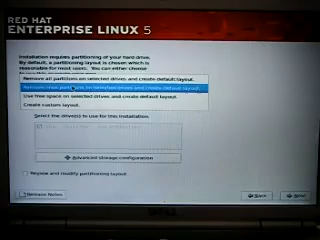 RED HAT
ENTERPRISE LINUX 5
Installation requires partitioning of your hard drive.
By default, a partitioning layout is chosen which is
reasonable for most users. You can either choose
Remove all partitions on selected drives and create default layout.
Remove linux partitions on selected drives and create default layout.
Use free space on selected drives and create default layout.
Create custom layout.
Select the drive(s) to use for this installation.
Advanced storage configuration
Review and modify partitioning layout
Release Notes
Back
Next
DELL